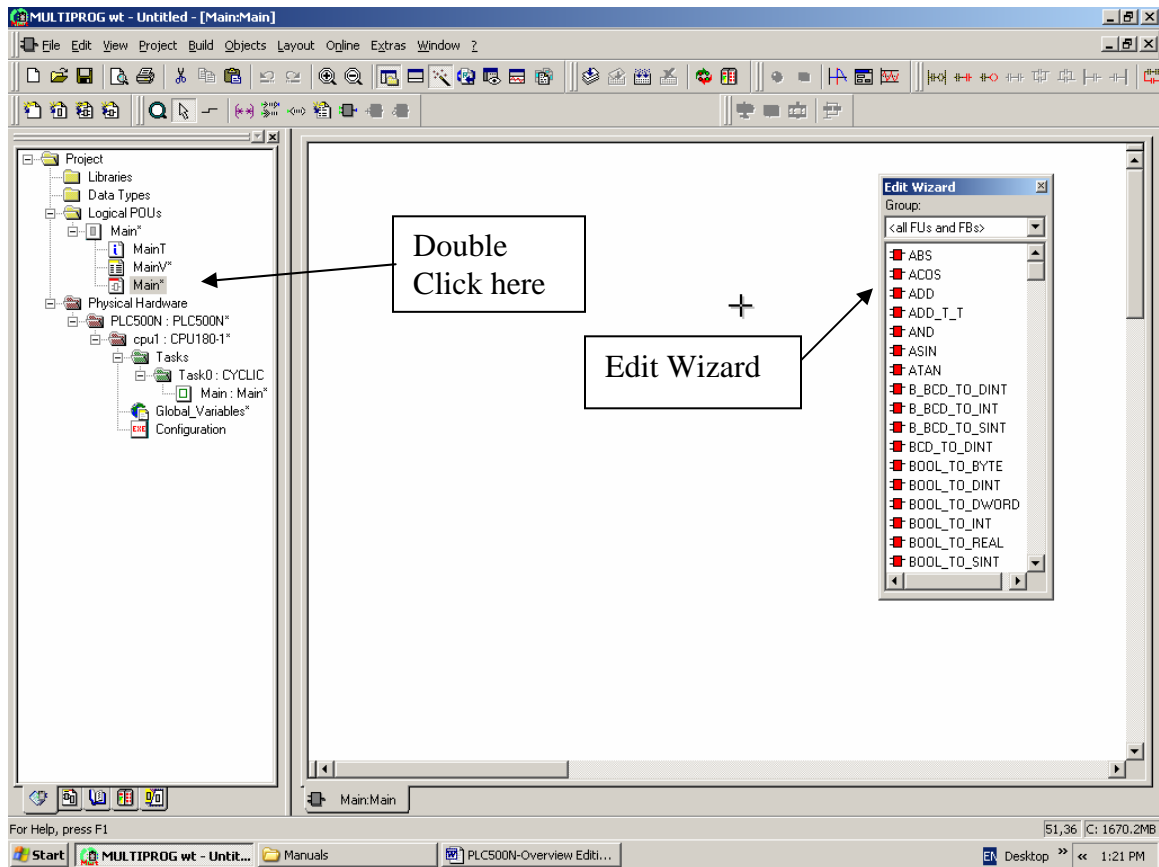 MULTIPROG wt - Untitled - [Main:Main]
File Edit View Project Build Objects Layout Online Extras Window ?
Project
Libraries
Data Types
Logical POUs
Main*
MainT
MainV*
Main*
Physical Hardware
PLC500N : PLC500N*
cpu1 : CPU180-1*
Tasks
Task0 : CYCLIC
Main : Main*
Global_Variables*
EXE
Configuration
Double
Click here
Edit Wizard
Edit Wizard
Group:
<all FUs and FBs>
ABS
ACOS
ADD
ADD_T_T
AND
ASIN
ATAN
B_BCD_TO_DINT
B_BCD_TO_INT
B_BCD_TO_SINT
BCD_TO_DINT
BOOL_TO_BYTE
BOOL_TO_DINT
BOOL_TO_DWORD
BOOL_TO_INT
BOOL_TO_REAL
BOOL_TO_SINT
Main:Main
For Help, press F1
51,36 C: 1670.2MB
Start MULTIPROG wt - Untit... Manuals PLC500N-Overview Editi... EN Desktop » « 1:21 PM